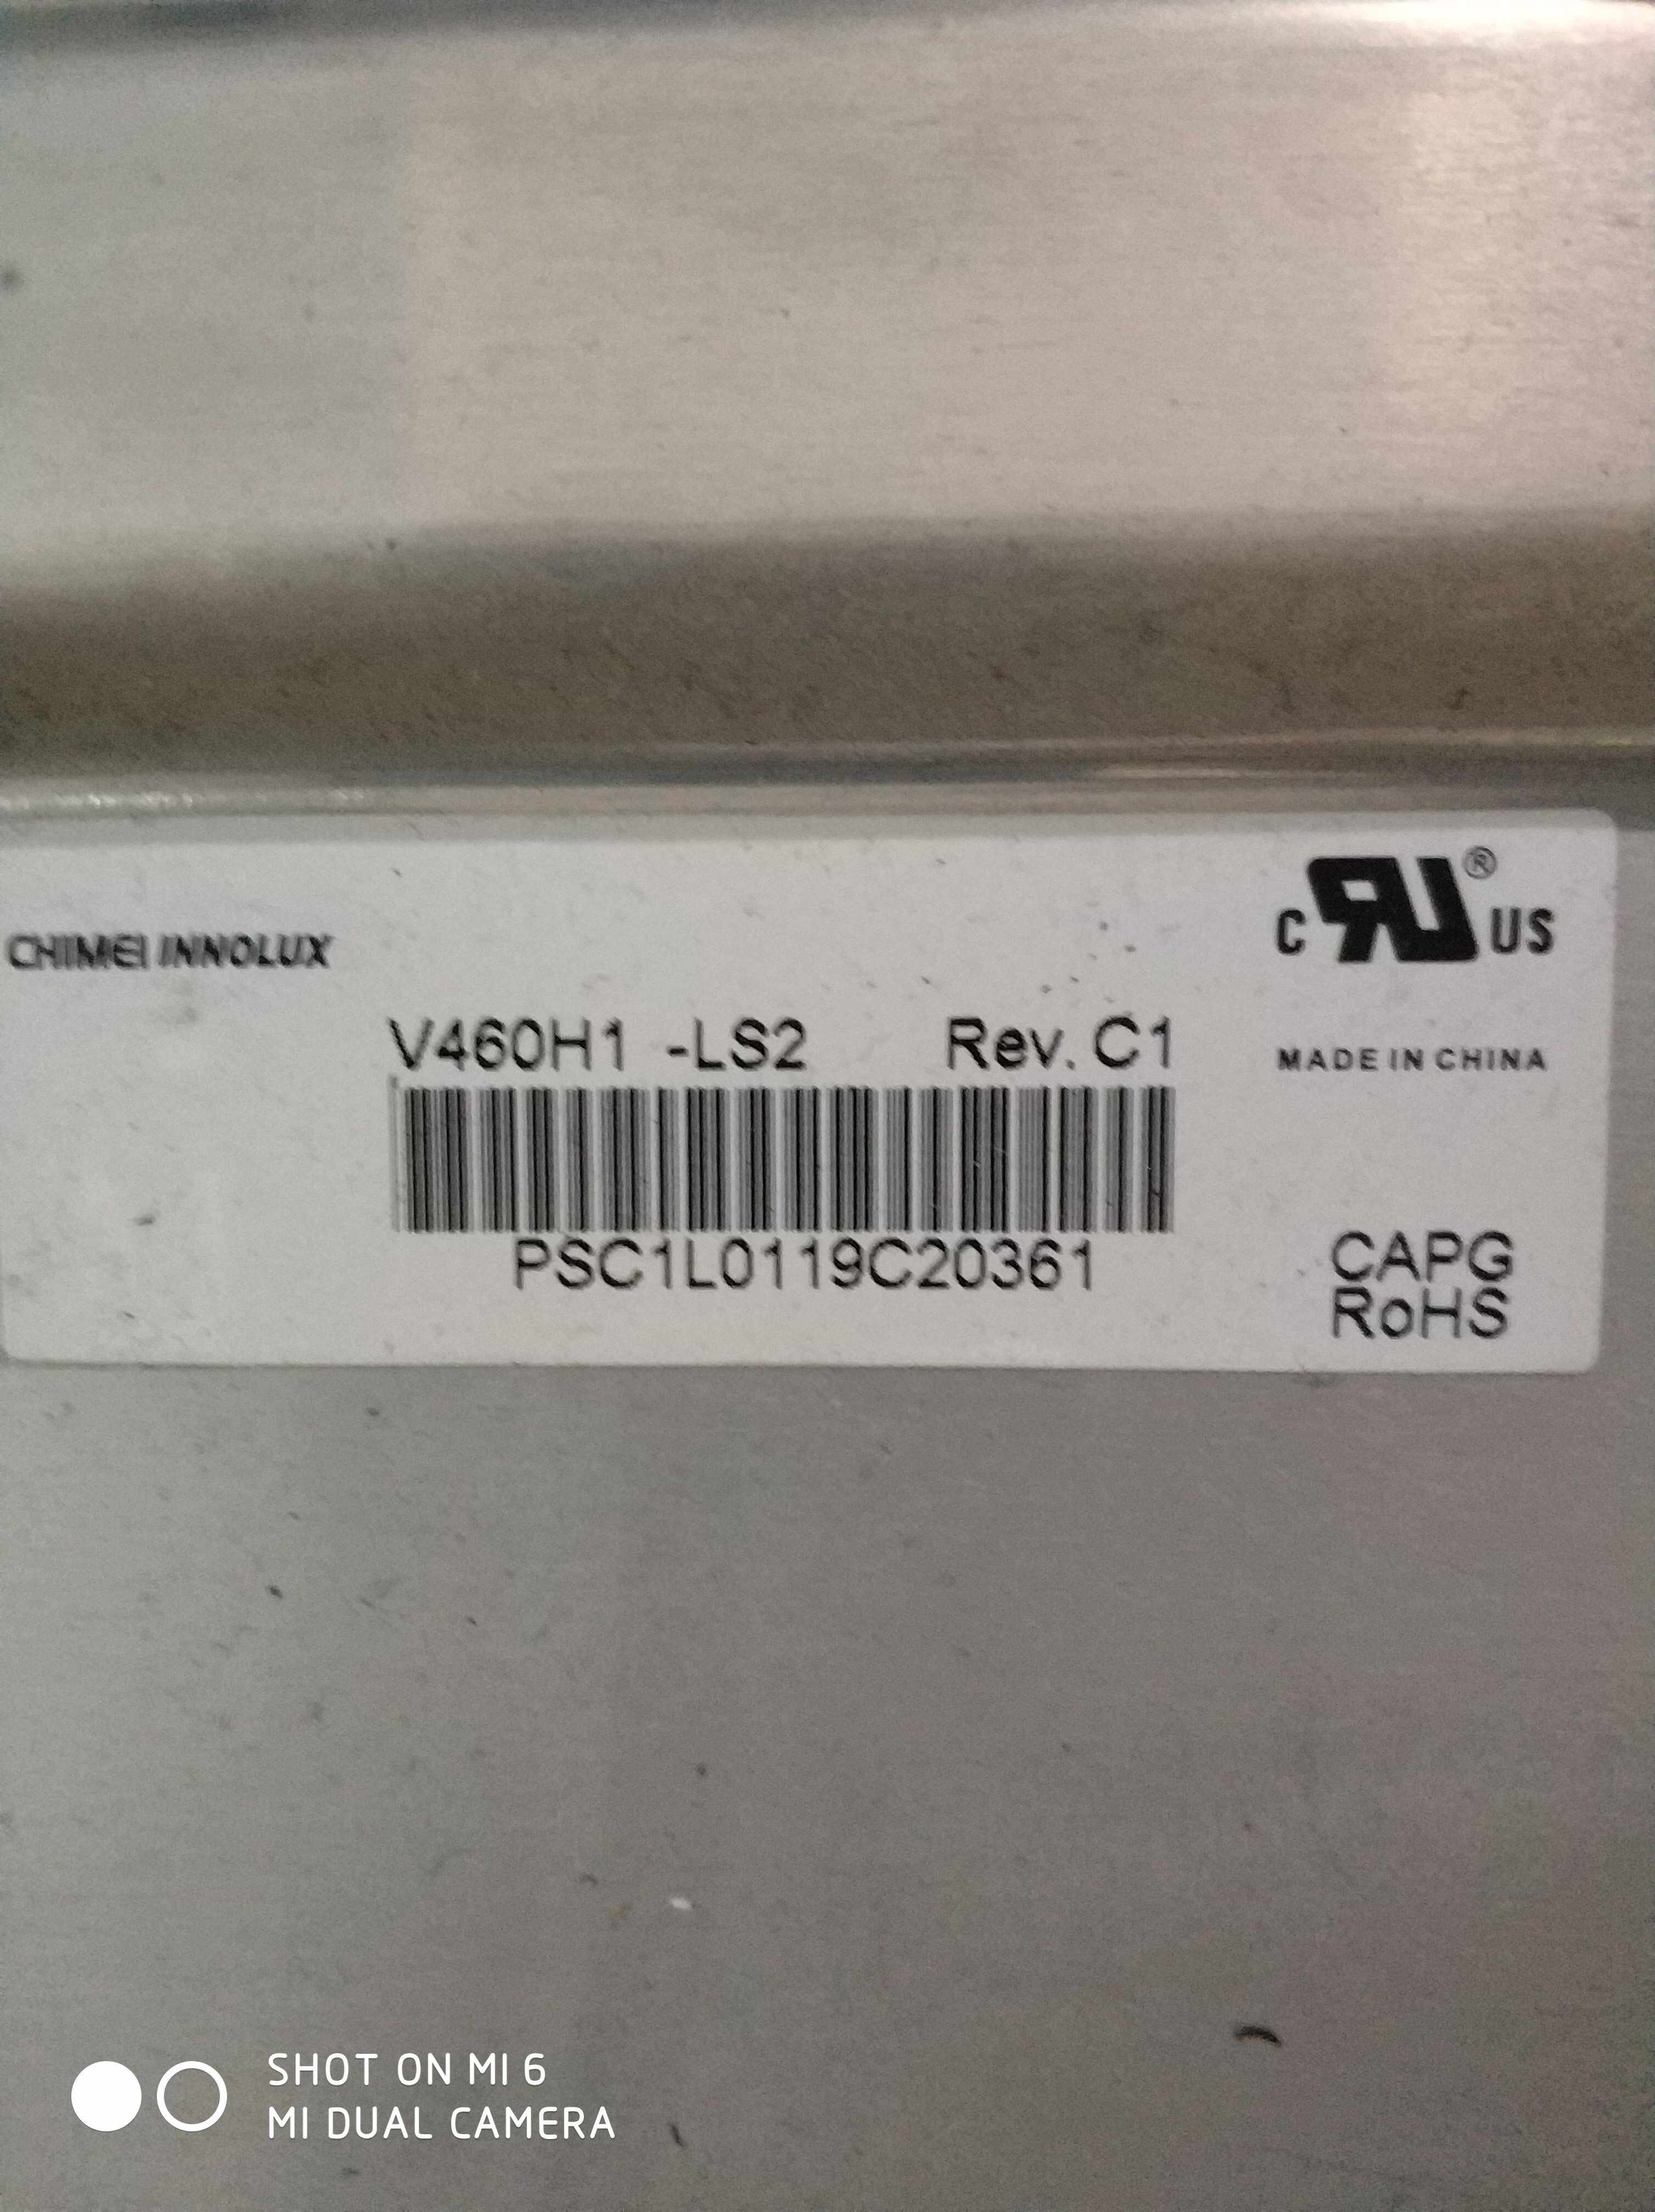 c RU ® US
CHIMEI INNOLUX
V460H1 -LS2 Rev. C1
MADE IN CHINA
PSC1L0119C20361
CAPG
RoHS
SHOT ON MI 6
MI DUAL CAMERA